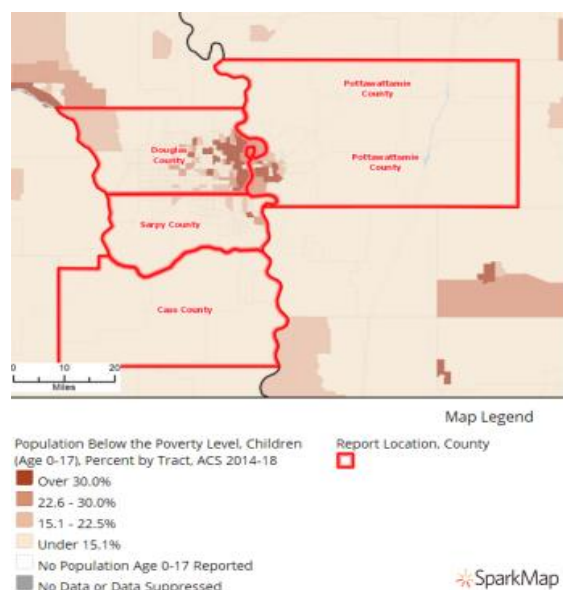 Pottawattamie
County
Douglas
County
Pottawattamie
County
Sarpy County
Cass County
0 10 20
Miles
Map Legend
Population Below the Poverty Level, Children
(Age 0-17), Percent by Tract, ACS 2014-18
Over 30.0%
22.6 - 30.0%
15.1 - 22.5%
Under 15.1%
No Population Age 0-17 Reported
No Data or Data Suppressed
Report Location, County
SparkMap